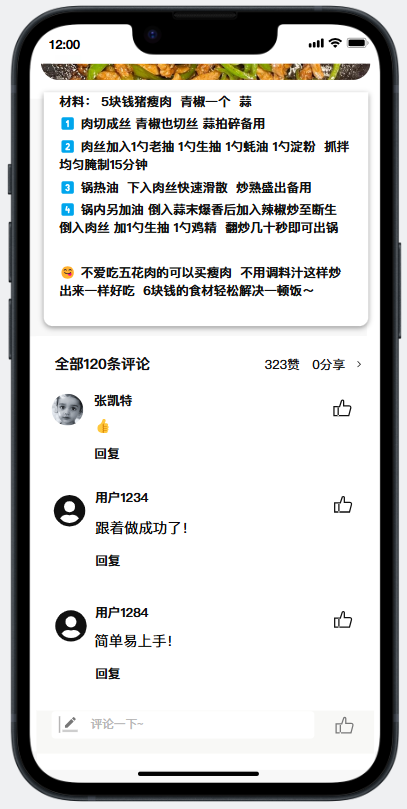 12:00
材料： 5块钱猪瘦肉 青椒一个 蒜
1 肉切成丝 青椒也切丝 蒜拍碎备用
2 肉丝加入1勺老抽 1勺生抽 1勺蚝油 1勺淀粉 抓拌
均匀腌制15分钟
3 锅热油 下入肉丝快速滑散 炒熟盛出备用
4 锅内另加油 倒入蒜末爆香后加入辣椒炒至断生
倒入肉丝 加1勺生抽 1勺鸡精 翻炒几十秒即可出锅
😋 不爱吃五花肉的可以买瘦肉 不用调料汁这样炒
出来一样好吃 6块钱的食材轻松解决一顿饭～
全部120条评论 323赞 0分享 >
张凯特
👍
回复
用户1234
跟着做成功了！
回复
用户1284
简单易上手！
回复
评论一下~